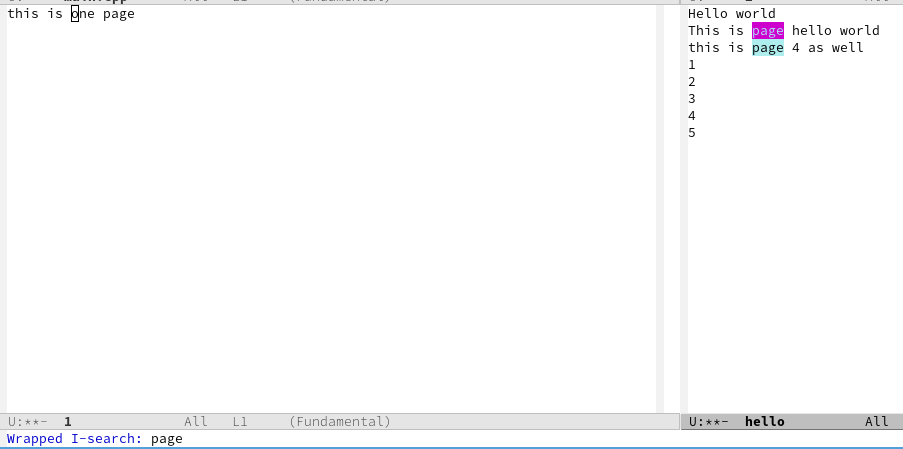 this is one page
U:**-  1              All   L1     (Fundamental)
Hello world
This is page hello world
this is page 4 as well
1
2
3
4
5
U:**-  hello          All
Wrapped I-search: page